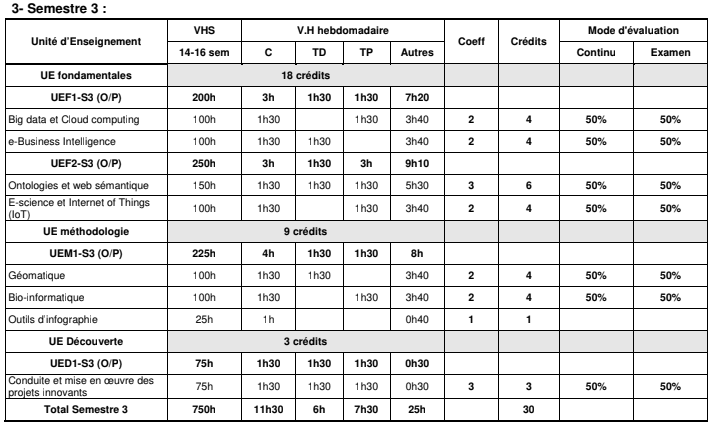 3- Semestre 3 :
Unité d'Enseignement VHS V.H hebdomadaire Coeff Crédits Mode d'évaluation
14-16 sem C TD TP Autres Continu Examen
UE fondamentales 18 crédits
UEF1-S3 (O/P) 200h 3h 1h30 1h30 7h20
Big data et Cloud computing 100h 1h30 1h30 3h40 2 4 50% 50%
e-Business Intelligence 100h 1h30 1h30 3h40 2 4 50% 50%
UEF2-S3 (O/P) 250h 3h 1h30 3h 9h10
Ontologies et web sémantique 150h 1h30 1h30 1h30 5h30 3 6 50% 50%
E-science et Internet of Things
(IoT) 100h 1h30 1h30 3h40 2 4 50% 50%
UE méthodologie 9 crédits
UEM1-S3 (O/P) 225h 4h 1h30 1h30 8h
Géomatique 100h 1h30 1h30 3h40 2 4 50% 50%
Bio-informatique 100h 1h30 1h30 3h40 2 4 50% 50%
Outils d'infographie 25h 1h 0h40 1 1
UE Découverte 3 crédits
UED1-S3 (O/P) 75h 1h30 1h30 1h30 0h30
Conduite et mise en œuvre des
projets innovants 75h 1h30 1h30 1h30 0h30 3 3 50% 50%
Total Semestre 3 750h 11h30 6h 7h30 25h 30